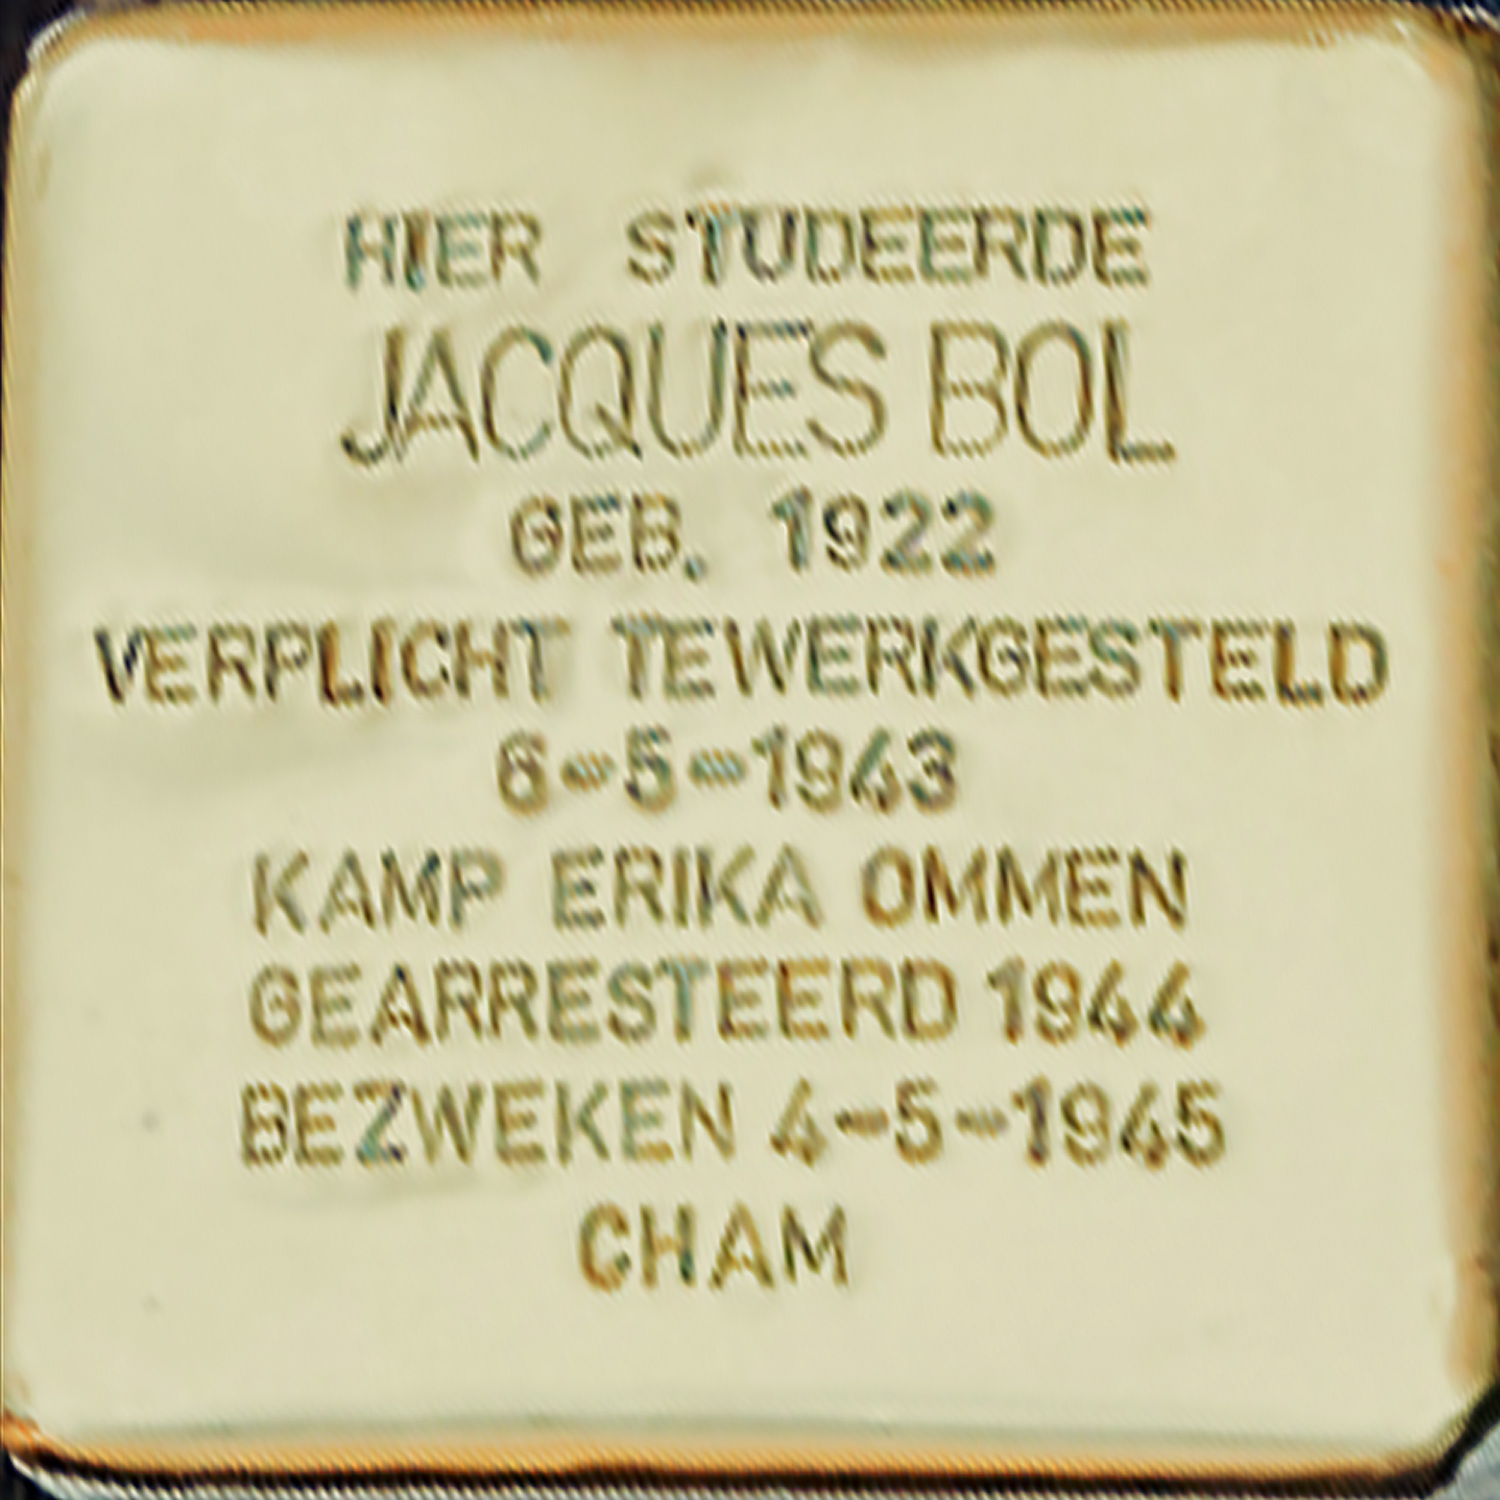 HIER STUDEERDE
JACQUES BOL
GEB. 1922
VERPLICHT TEWERKGESTELD
6-5-1943
KAMP ERIKA OMMEN
GEARRESTEERD 1944
BEZWEKEN 4-5-1945
CHAM